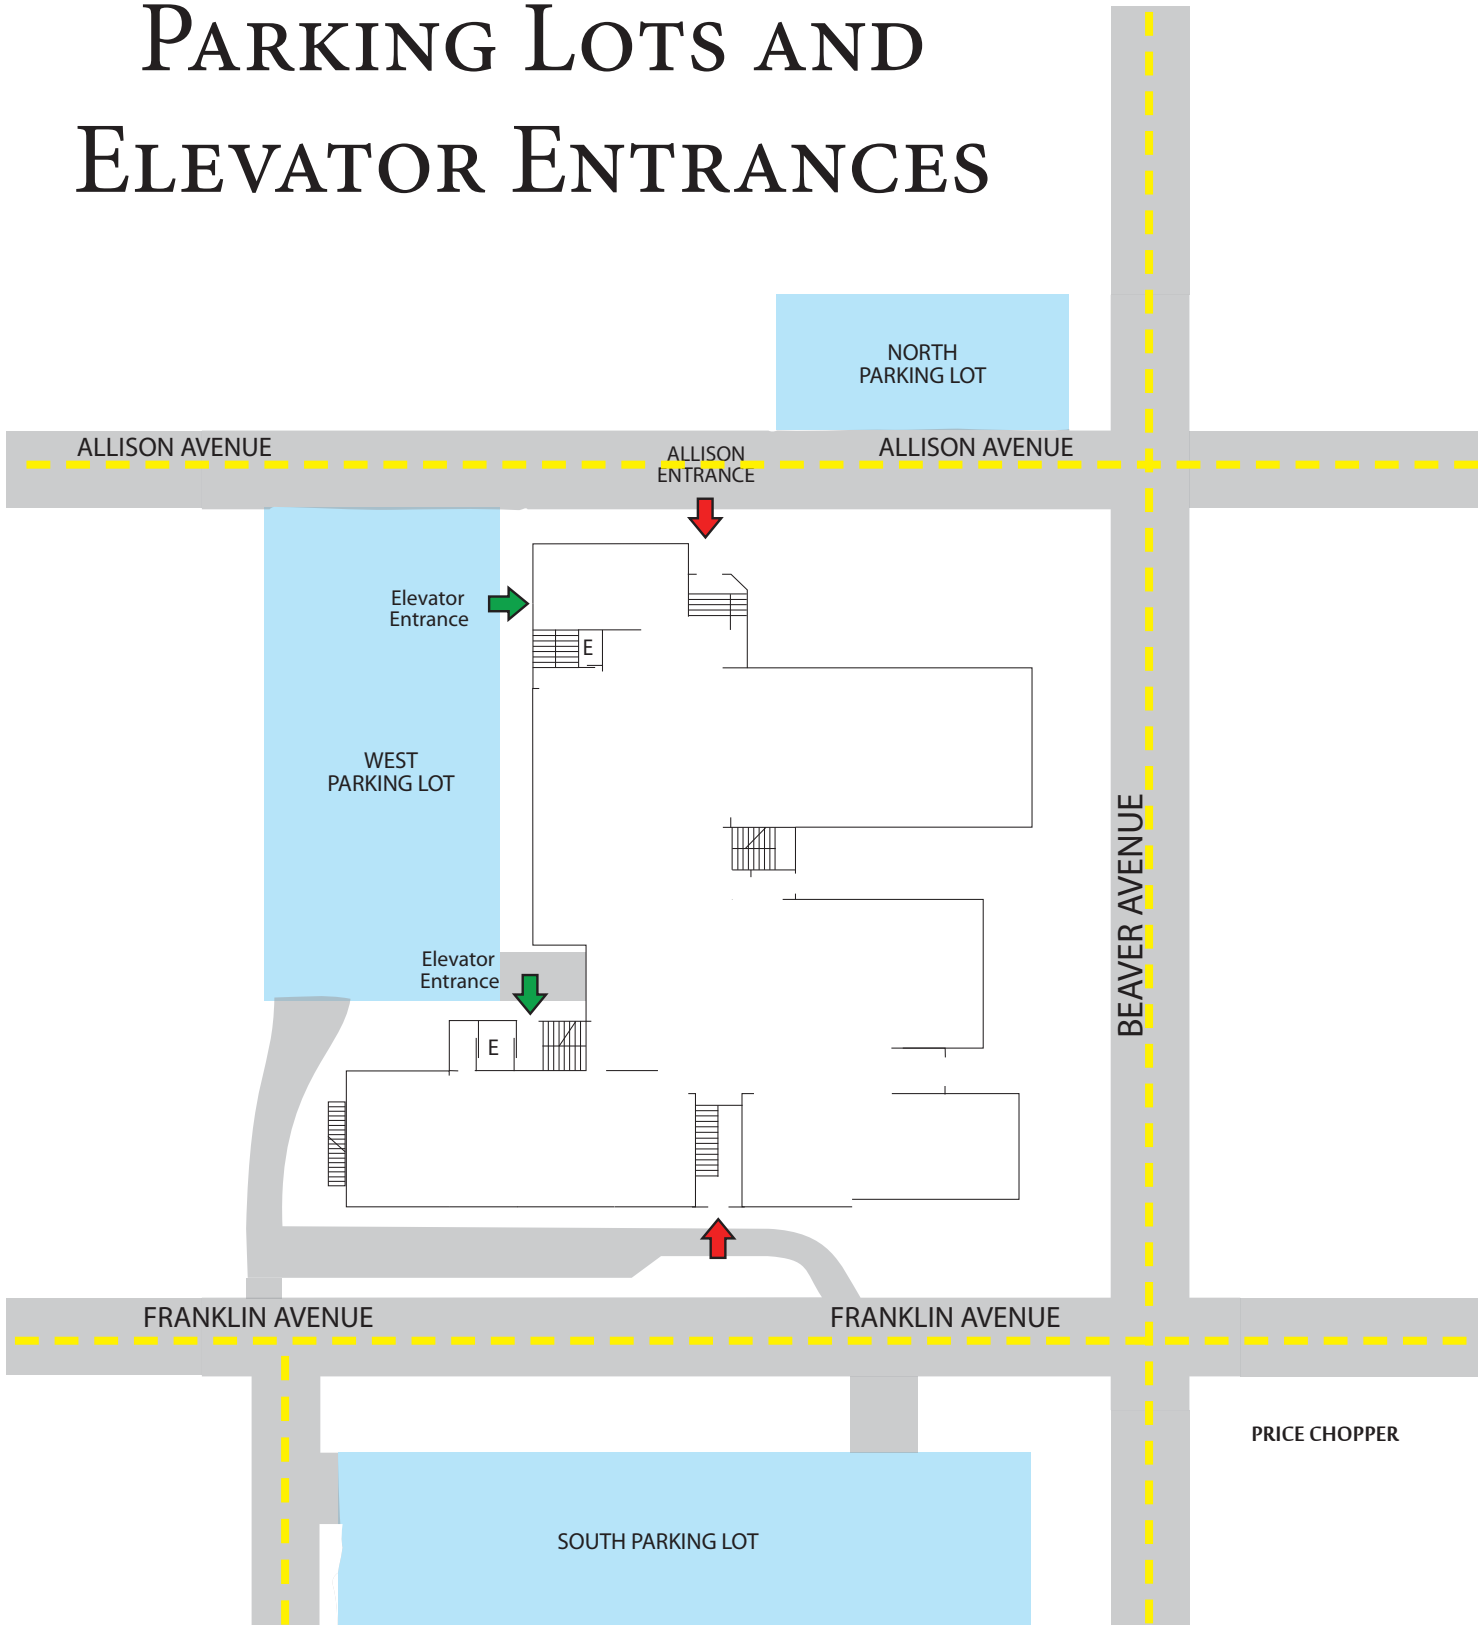 PARKING LOTS AND
ELEVATOR ENTRANCES
NORTH
PARKING LOT
ALLISON AVENUE
ALLISON
ENTRANCE
ALLISON AVENUE
Elevator
Entrance
E
WEST
PARKING LOT
BEAVER AVENUE
Elevator
Entrance
E
FRANKLIN AVENUE
FRANKLIN AVENUE
PRICE CHOPPER
SOUTH PARKING LOT